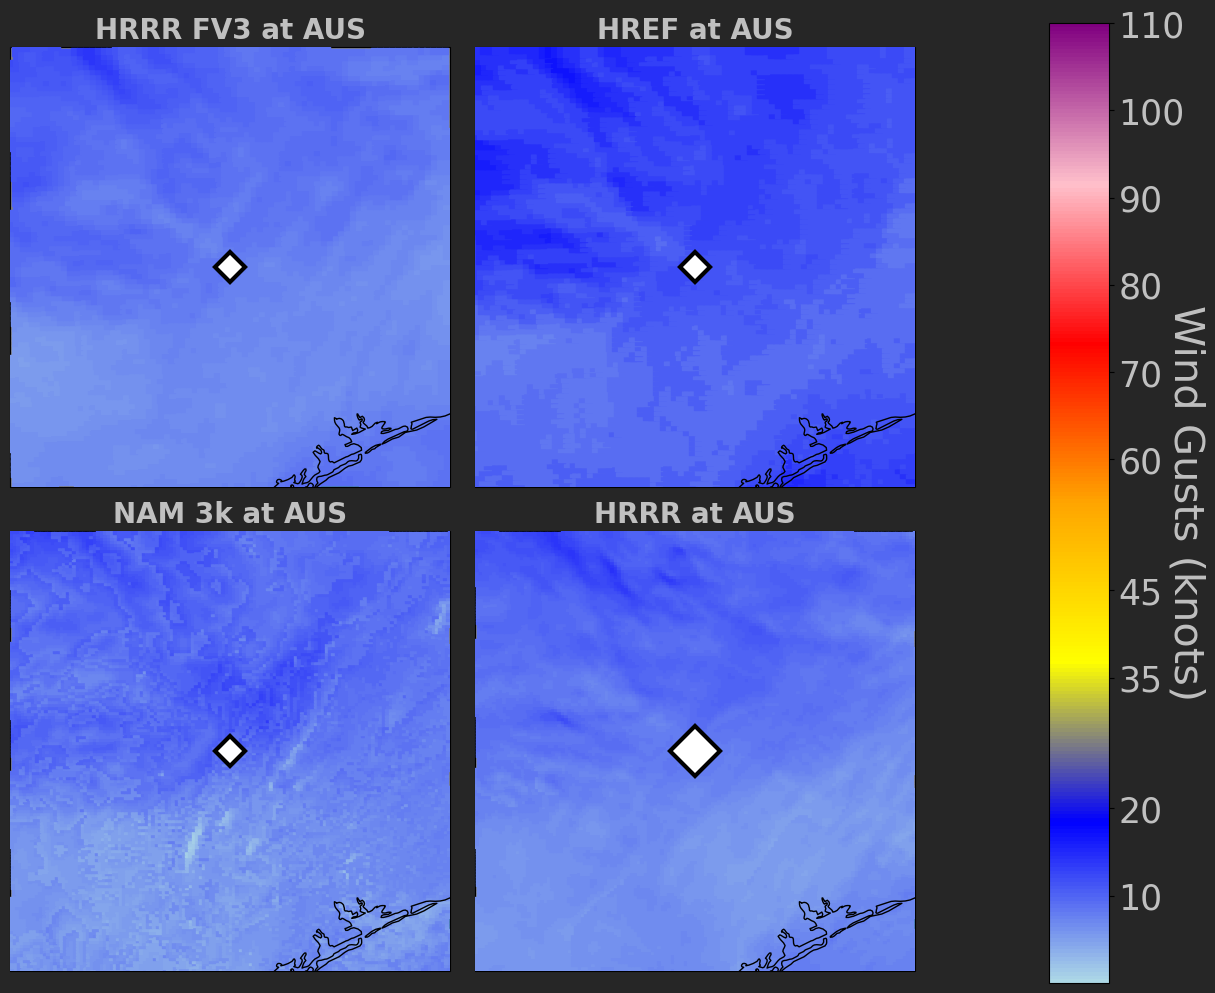 HRRR FV3 at AUS
HREF at AUS
NAM 3k at AUS
HRRR at AUS
110
100
90
80
70
60
45
35
20
10
Wind Gusts (knots)